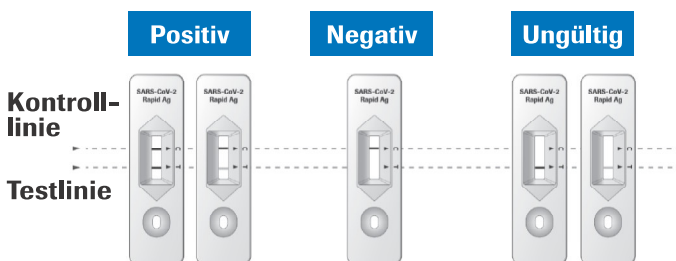 Positiv
Negativ
Ungültig
SARS-CoV-2
Rapid Ag
SARS-CoV-2
Rapid Ag
SARS-CoV-2
Rapid Ag
SARS-CoV-2
Rapid Ag
SARS-CoV-2
Rapid Ag
Kontroll-
linie
C
C
C
C
C
T
T
T
T
T
Testlinie